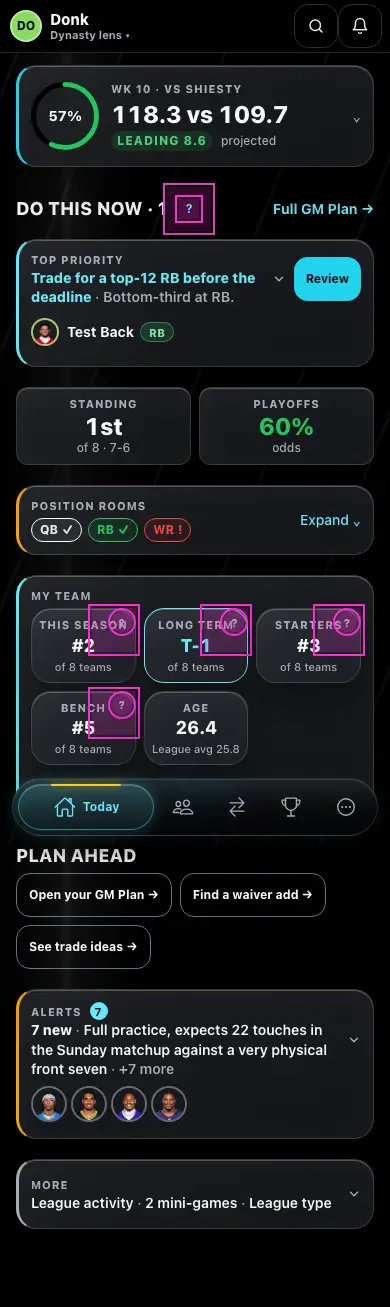 DO
Donk
Dynasty lens ▾
57%
WK 10 · VS SHIESTY
118.3 vs 109.7
LEADING 8.6 projected
DO THIS NOW · 1 ?
Full GM Plan →
TOP PRIORITY
Trade for a top-12 RB before the
deadline · Bottom-third at RB.
Review
Test Back RB
STANDING
1st
of 8 · 7-6
PLAYOFFS
60%
odds
POSITION ROOMS
QB ✓ RB ✓ WR !
Expand
MY TEAM
THIS SEASON ?
#2
of 8 teams
LONG TERM ?
T-1
of 8 teams
STARTERS ?
#3
of 8 teams
BENCH ?
#5
of 8 teams
AGE
26.4
League avg 25.8
Today
PLAN AHEAD
Open your GM Plan →
Find a waiver add →
See trade ideas →
ALERTS 7
7 new · Full practice, expects 22 touches in
the Sunday matchup against a very physical
front seven · +7 more
MORE
League activity · 2 mini-games · League type